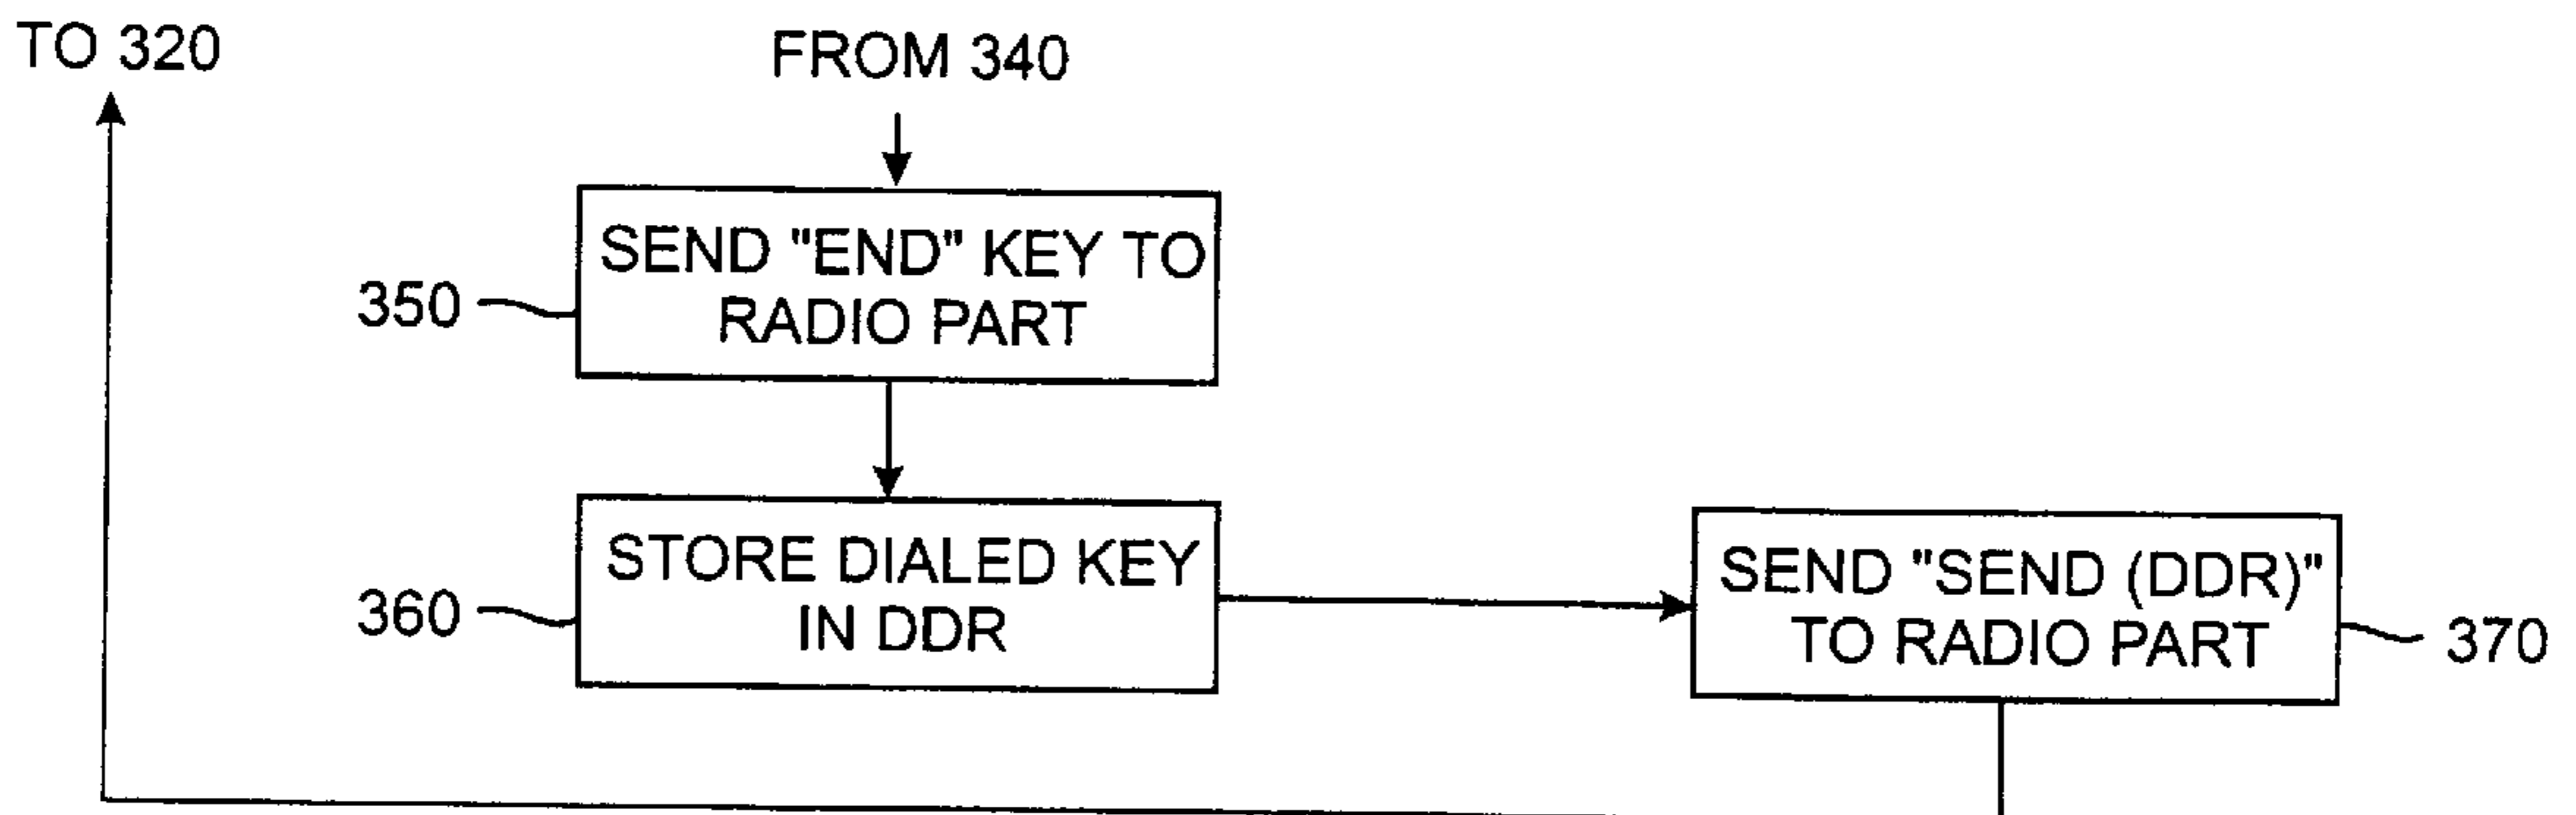 TO 320
FROM 340
SEND "END" KEY TO
RADIO PART
350
STORE DIALED KEY
IN DDR
360
SEND "SEND (DDR)"
TO RADIO PART
370